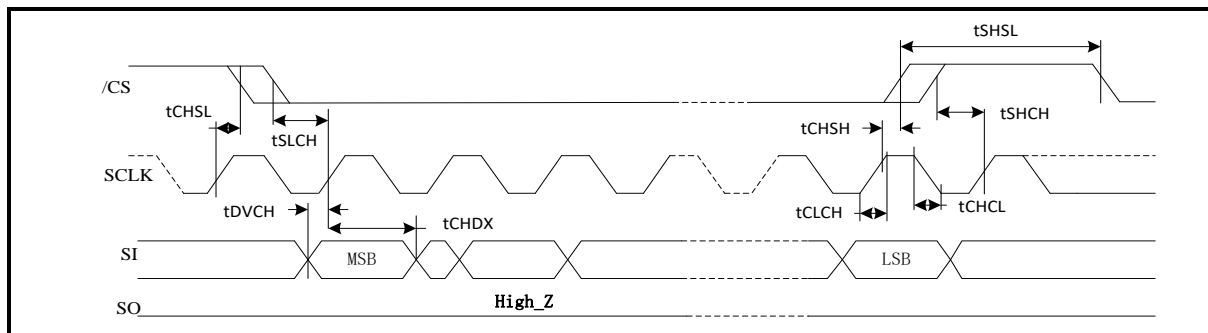 tSHSL
/CS
tCHSL
tSLCH
tCHSH
tSHCH
SCLK
tDVCH
tCHDX
tCLCH
tCHCL
SI
MSB
LSB
High_Z
SO